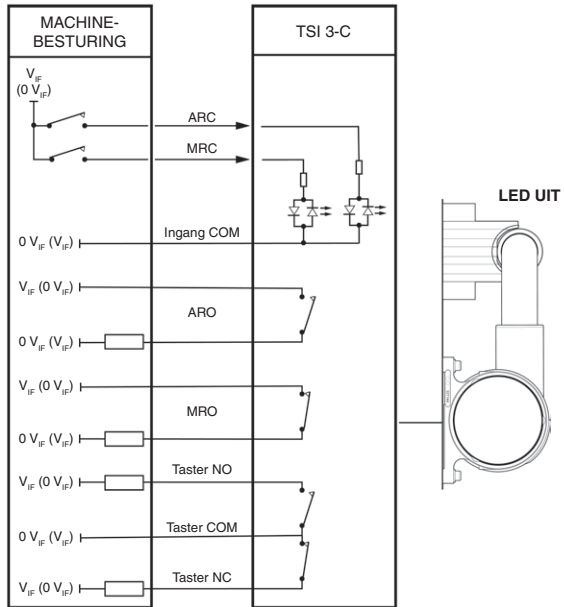 MACHINE-
BESTURING
TSI 3-C
V_IF
(0 V_IF)
ARC
MRC
LED UIT
Ingang COM
0 V_IF (V_IF)
V_IF (0 V_IF)
ARO
0 V_IF (V_IF)
V_IF (0 V_IF)
MRO
0 V_IF (V_IF)
Taster NO
V_IF (0 V_IF)
Taster COM
0 V_IF (V_IF)
Taster NC
V_IF (0 V_IF)